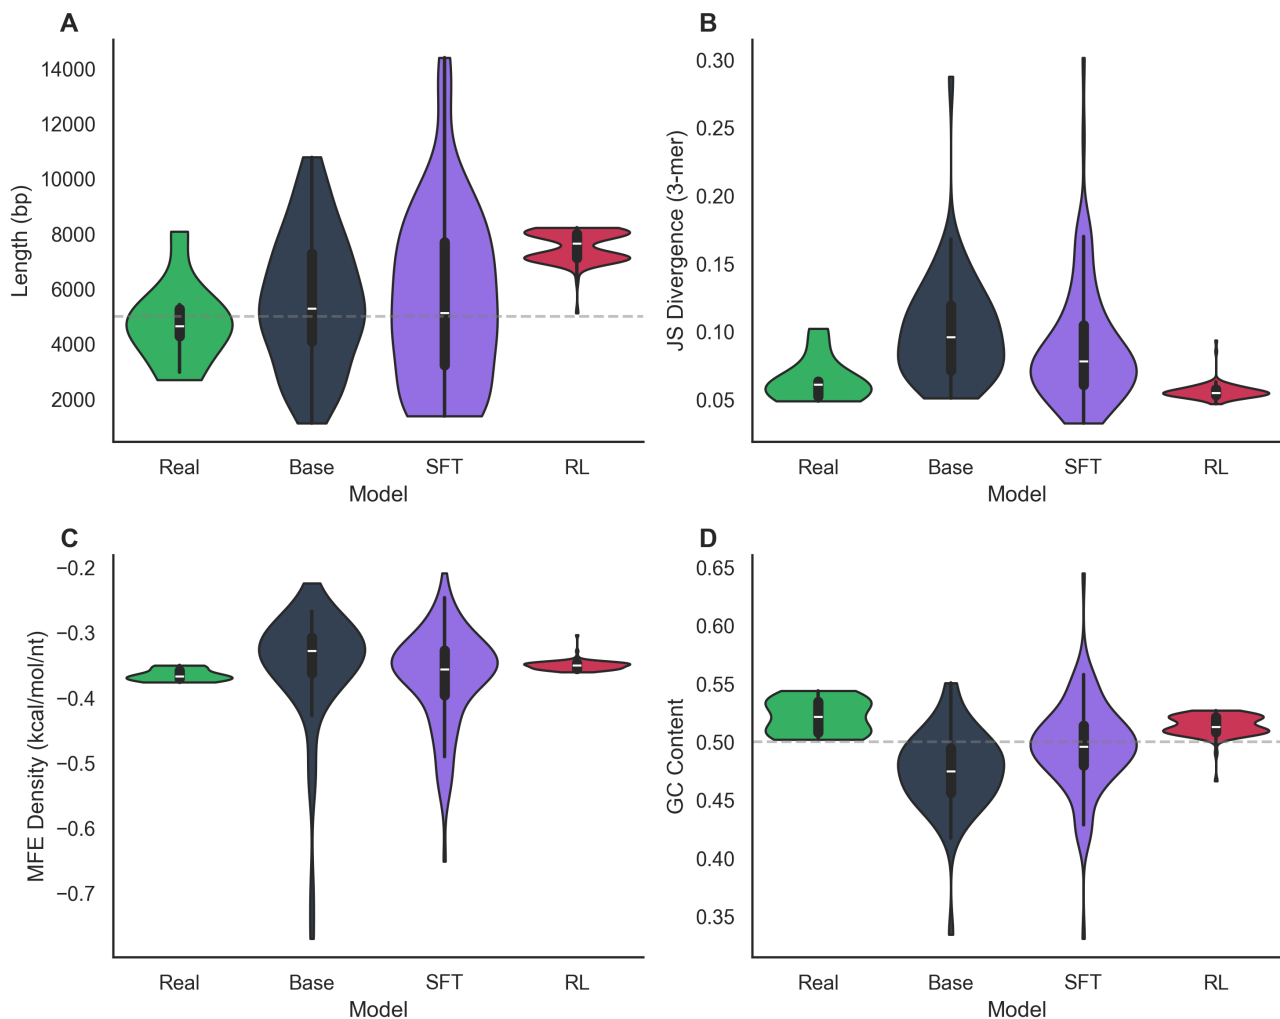 A
Length (bp)
14000
12000
10000
8000
6000
4000
2000
Real Base SFT RL
Model
B
JS Divergence (3-mer)
0.30
0.25
0.20
0.15
0.10
0.05
Real Base SFT RL
Model
C
MFE Density (kcal/mol/nt)
−0.2
−0.3
−0.4
−0.5
−0.6
−0.7
Real Base SFT RL
Model
D
GC Content
0.65
0.60
0.55
0.50
0.45
0.40
0.35
Real Base SFT RL
Model